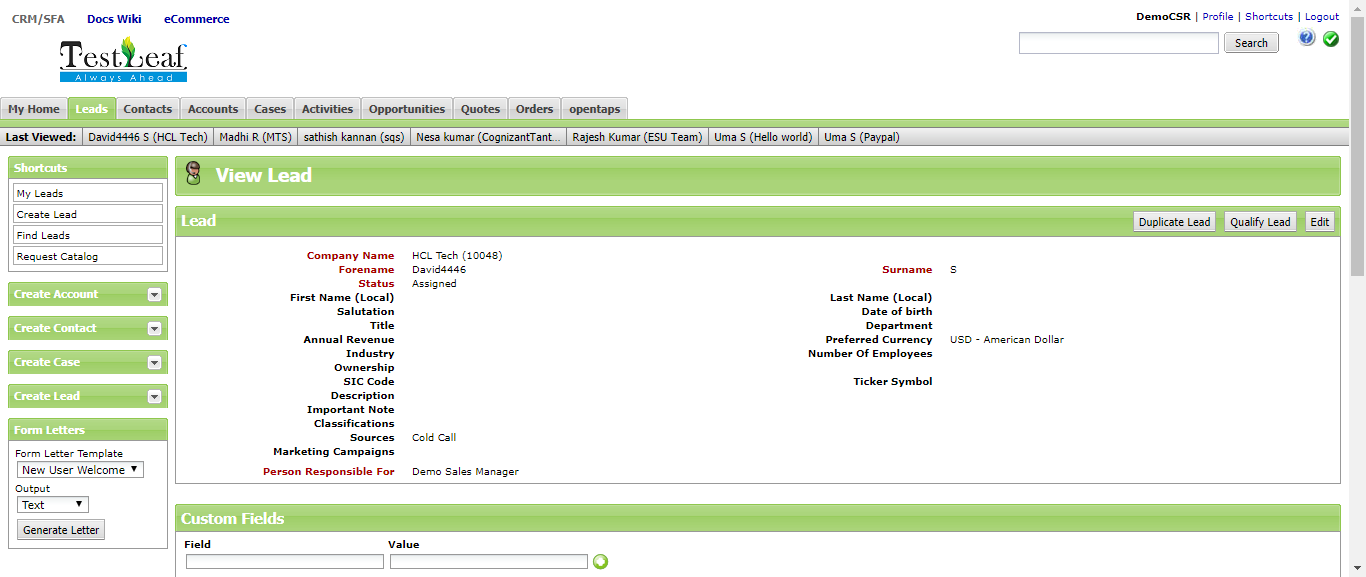 CRM/SFA Docs Wiki eCommerce
DemoCSR | Profile | Shortcuts | Logout
TestLeaf
Always Ahead
Search
My Home Leads Contacts Accounts Cases Activities Opportunities Quotes Orders opentaps
Last Viewed: David4446 S (HCL Tech) Madhi R (MTS) sathish kannan (sqs) Nesa kumar (CognizantTant... Rajesh Kumar (ESU Team) Uma S (Hello world) Uma S (Paypal)
Shortcuts
My Leads
Create Lead
Find Leads
Request Catalog
Create Account
Create Contact
Create Case
Create Lead
Form Letters
Form Letter Template
New User Welcome
Output
Text
Generate Letter
View Lead
Lead
Duplicate Lead Qualify Lead Edit
Company Name HCL Tech (10048)
Forename David4446 Surname S
Status Assigned
First Name (Local) Last Name (Local)
Salutation Date of birth
Title Department
Annual Revenue Preferred Currency USD - American Dollar
Industry Number Of Employees
Ownership
SIC Code Ticker Symbol
Description
Important Note
Classifications
Sources Cold Call
Marketing Campaigns
Person Responsible For Demo Sales Manager
Custom Fields
Field Value